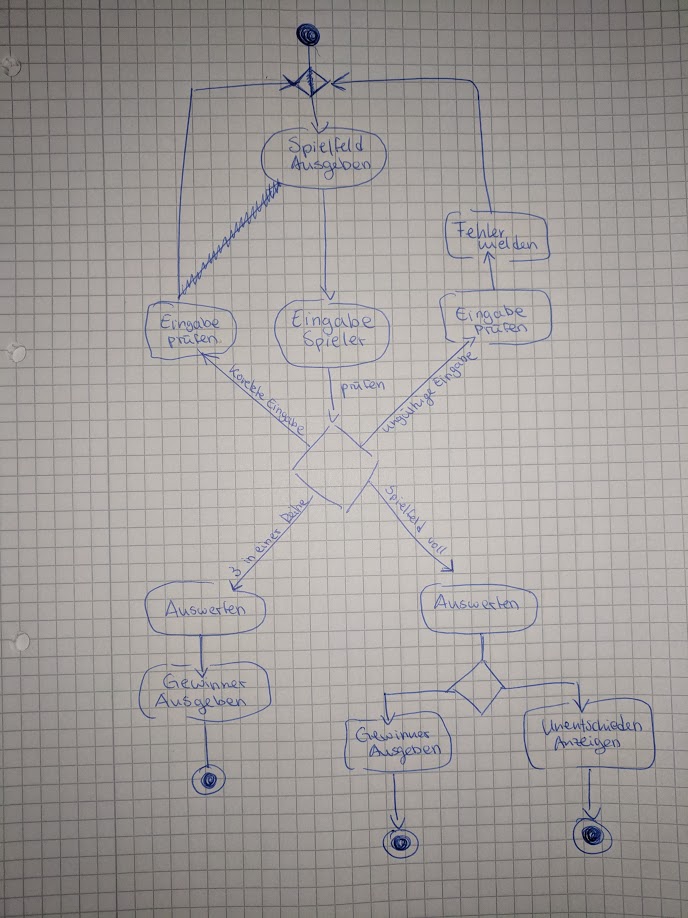 Spielfeld
Ausgeben
Fehler
melden
Eingabe
prüfen
Eingabe
Spieler
Eingabe
Prüfen
prüfen
Korekte Eingabe
ungültige Eingabe
3 in einer Reihe
Spielfeld voll
Auswerten
Auswerten
Gewinner
Ausgeben
Gewinner
Ausgeben
Unentschieden
Anzeigen